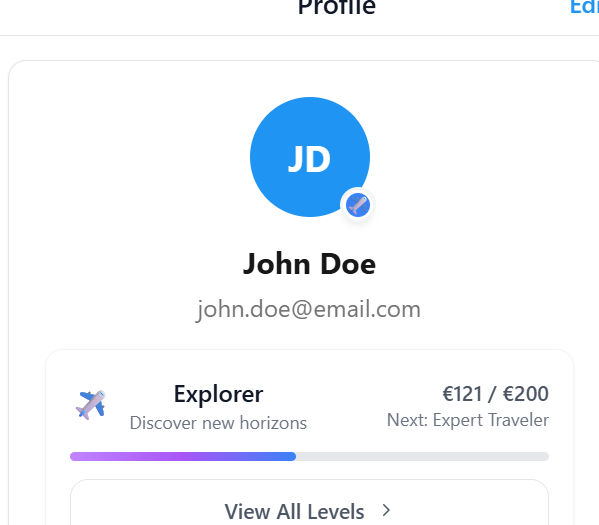 Profile
Edi
JD
John Doe
john.doe@email.com
Explorer
€121 / €200
Discover new horizons
Next: Expert Traveler
View All Levels